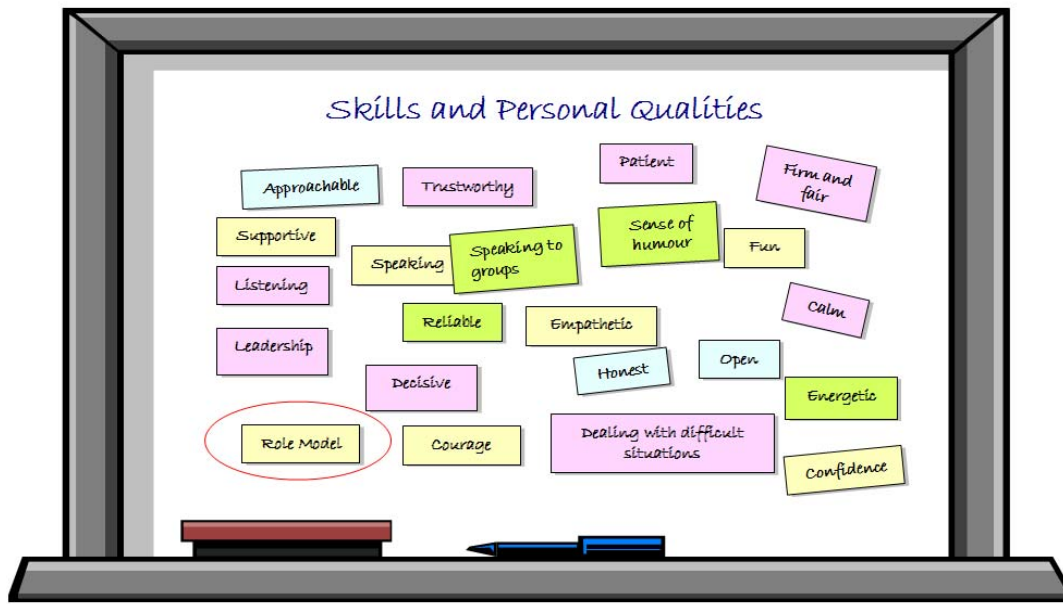 Skills and Personal Qualities
Patient
Firm and
fair
Approachable
Trustworthy
Supportive
Speaking
Speaking to
groups
Sense of
humour
Fun
Listening
Calm
Reliable
Empathetic
Leadership
Honest
Open
Decisive
Energetic
Role Model
Courage
Dealing with difficult
situations
Confidence